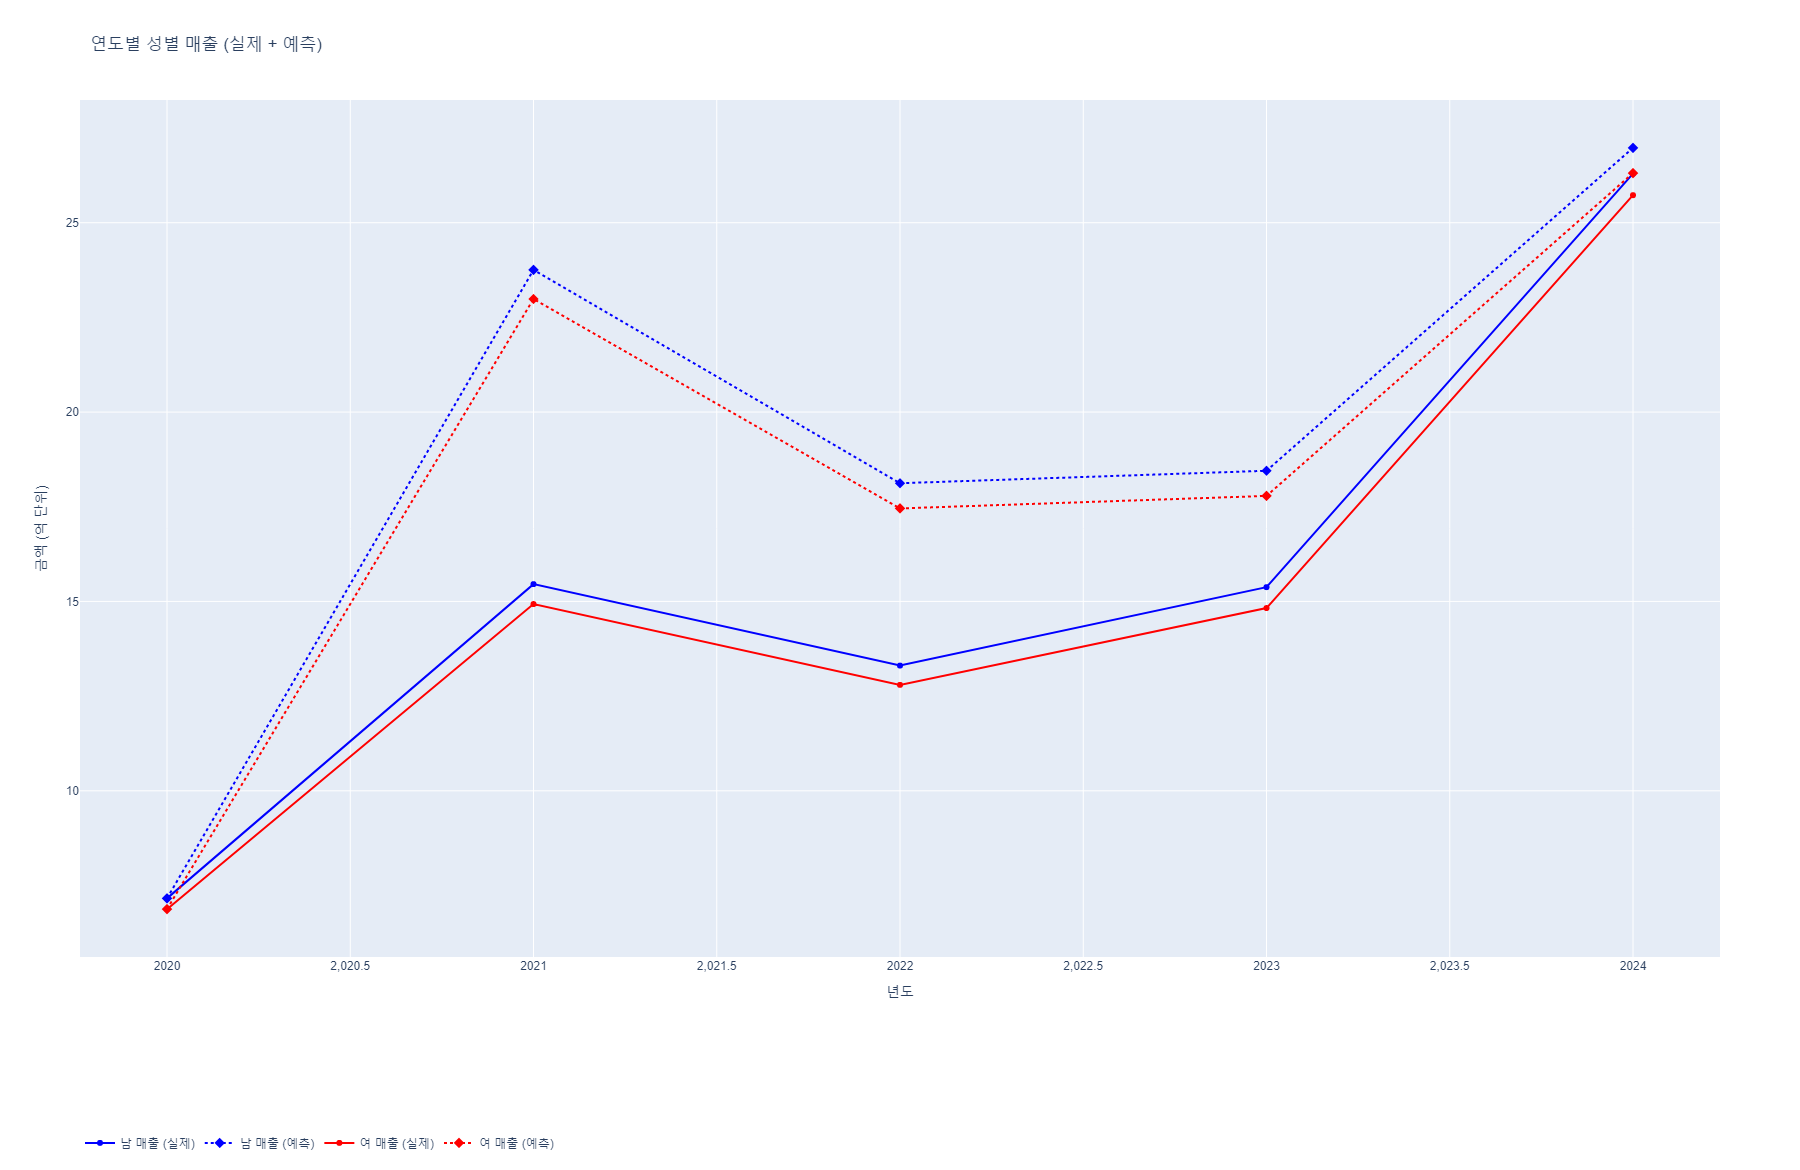 연도별 성별 매출 (실제 + 예측)
금액 (억 단위)
25
20
15
10
2020 2,020.5 2021 2,021.5 2022 2,022.5 2023 2,023.5 2024
년도
남 매출 (실제) 남 매출 (예측) 여 매출 (실제) 여 매출 (예측)